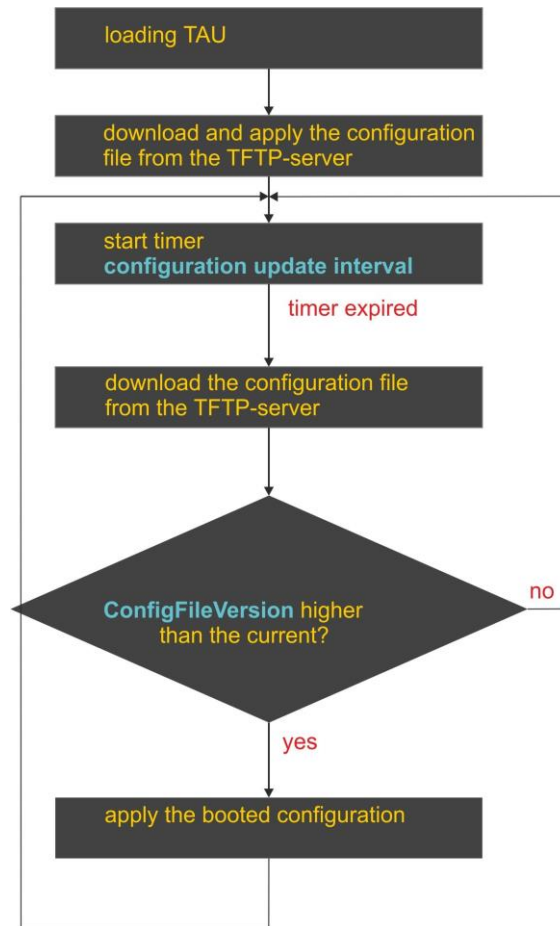 loading TAU
download and apply the configuration
file from the TFTP-server
start timer
configuration update interval
timer expired
download the configuration file
from the TFTP-server
ConfigFileVersion higher
than the current?
no
yes
apply the booted configuration